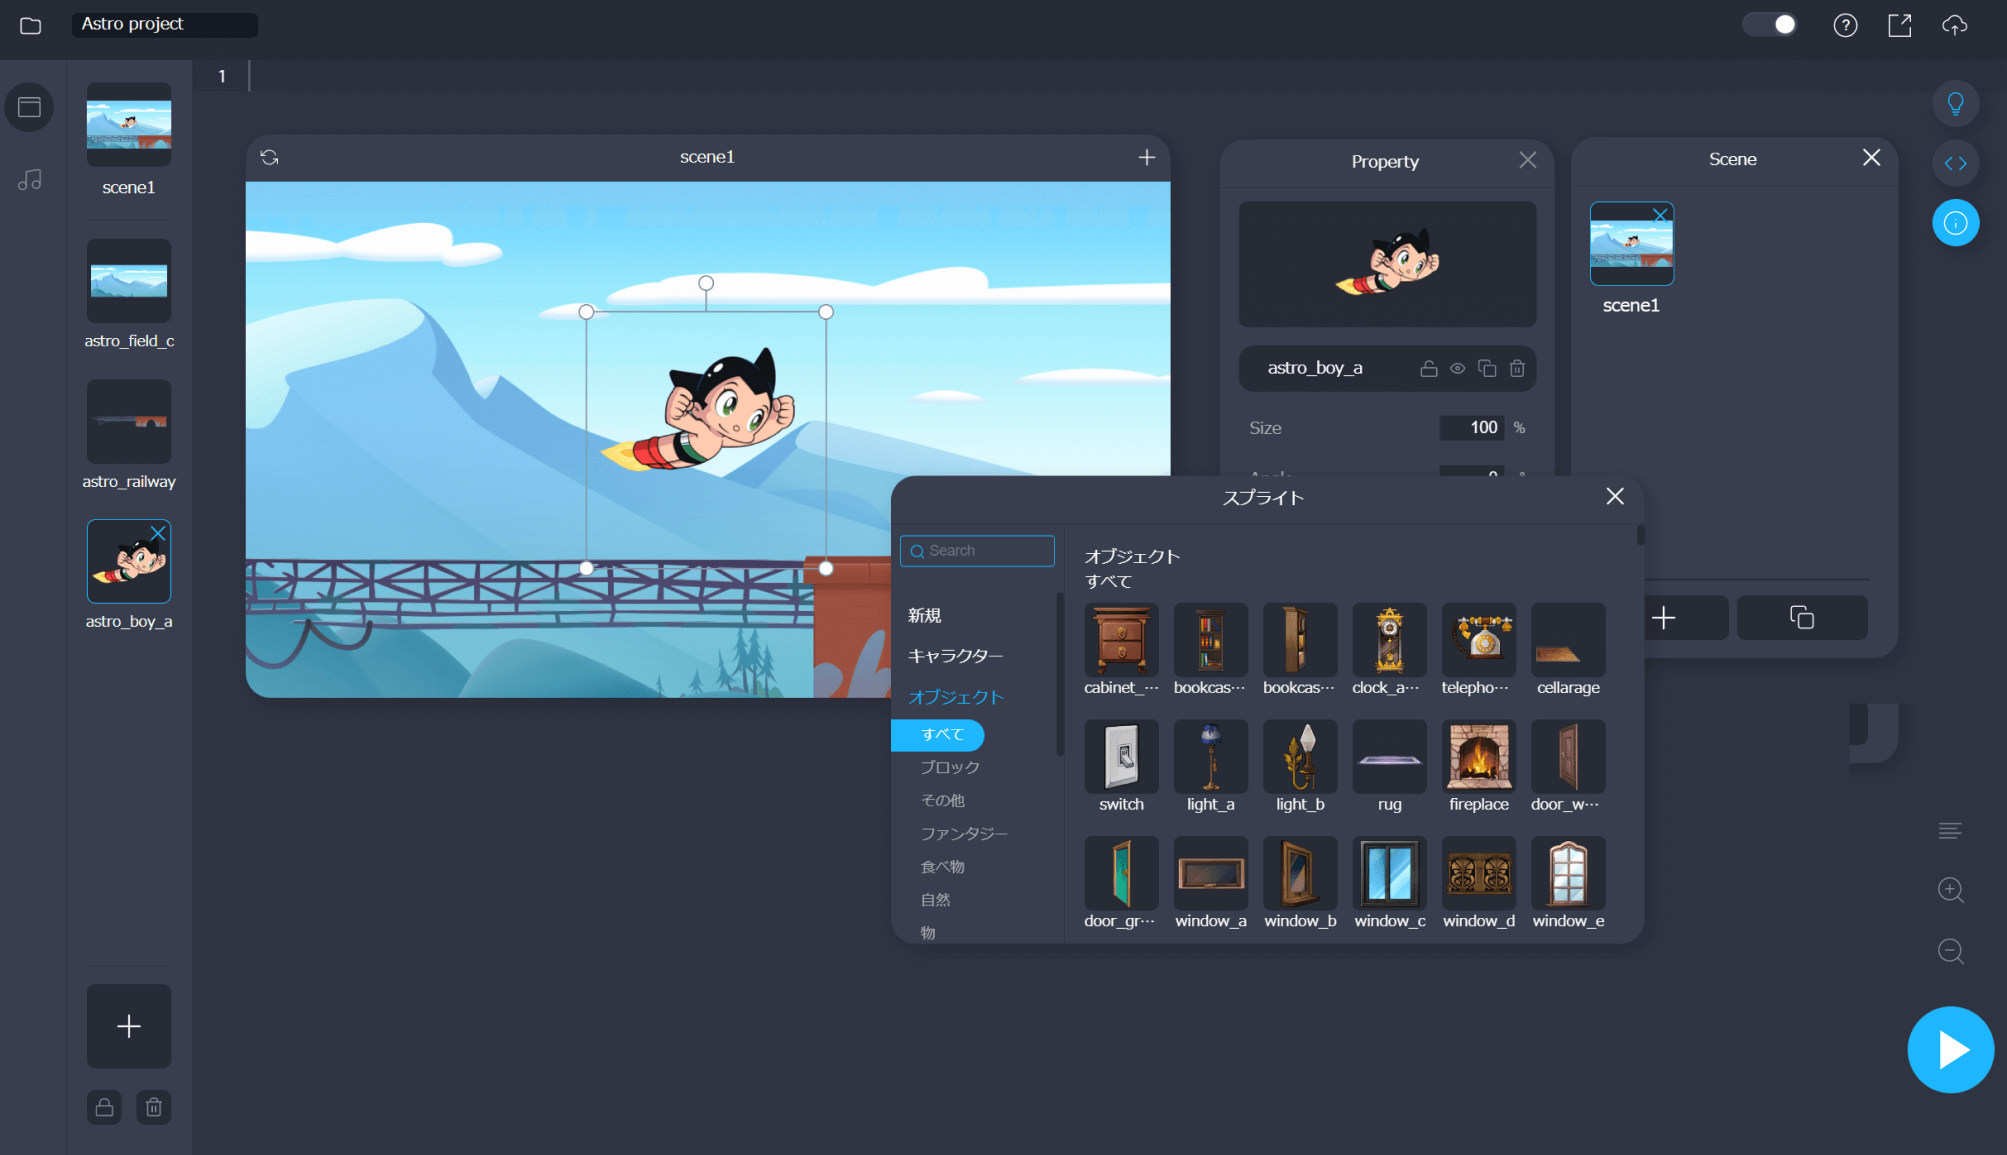 Astro project
1
scene1
astro_field_c
astro_railway
astro_boy_a
scene1
Property
astro_boy_a
Size 100 %
Scene
scene1
スプライト
Search
新規
キャラクター
オブジェクト
すべて
ブロック
その他
ファンタジー
食べ物
自然
物
オブジェクト
すべて
cabinet_… bookcas… bookcas… clock_a… telepho… cellarage
switch light_a light_b rug fireplace door_w…
door_gr… window_a window_b window_c window_d window_e